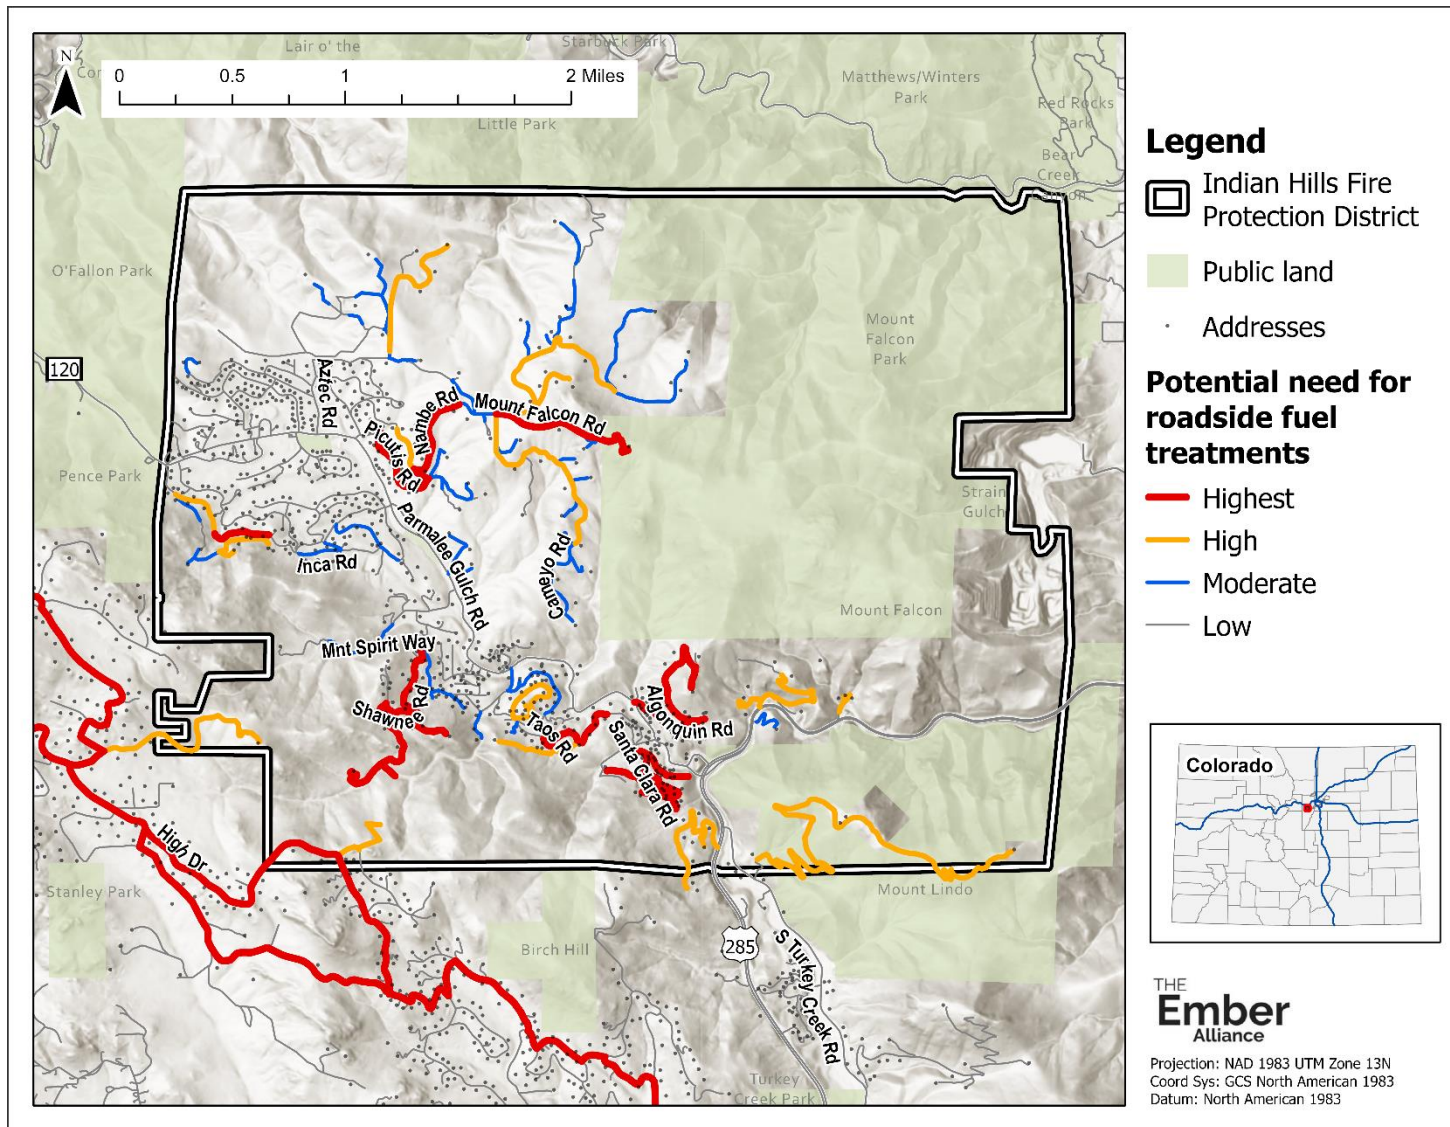 Lair o' the
Starbuck Park
Cor
N
0 0.5 1 2 Miles
Little Park
Matthews/Winters
Park
Red Rocks
Park
Bear
Creek
Canyon
O'Fallon Park
120
Pence Park
Mount
Falcon
Park
Aztec Rd
Nambe Rd
Mount Falcon Rd
Picutis Rd
Strain
Gulch
Parmalee Gulch Rd
Inca Rd
Cameyo Rd
Mount Falcon
Mnt Spirit Way
Shawnee Rd
Taos Rd
Algonquin Rd
Santa Clara Rd
High Dr
Stanley Park
Mount Lindo
Birch Hill
285
S Turkey Creek Rd
Turkey
Creek Park
Legend
Indian Hills Fire
Protection District
Public land
Addresses
Potential need for
roadside fuel
treatments
Highest
High
Moderate
Low
Colorado
THE
Ember
Alliance
Projection: NAD 1983 UTM Zone 13N
Coord Sys: GCS North American 1983
Datum: North American 1983